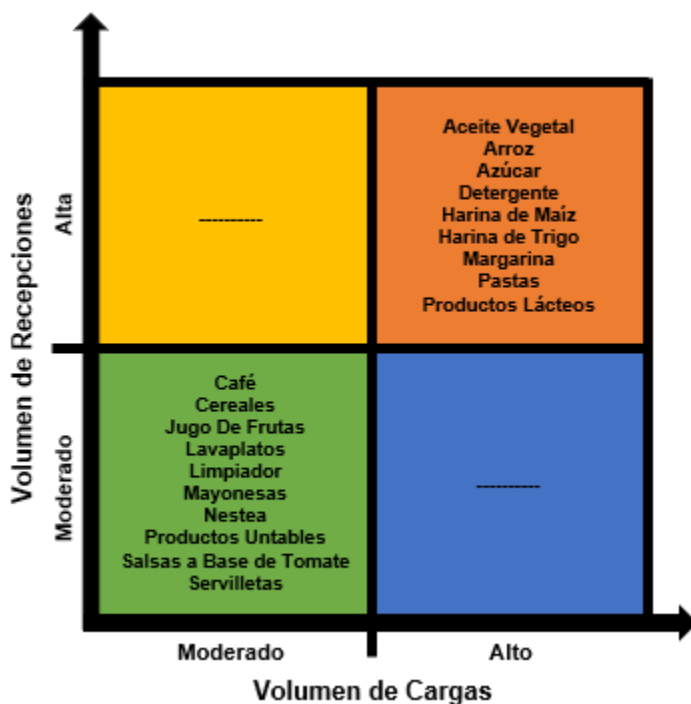 Volumen de Recepciones
Alta
Moderado
----------
Aceite Vegetal
Arroz
Azúcar
Detergente
Harina de Maíz
Harina de Trigo
Margarina
Pastas
Productos Lácteos
Café
Cereales
Jugo De Frutas
Lavaplatos
Limpiador
Mayonesas
Nestea
Productos Untables
Salsas a Base de Tomate
Servilletas
----------
Moderado
Alto
Volumen de Cargas